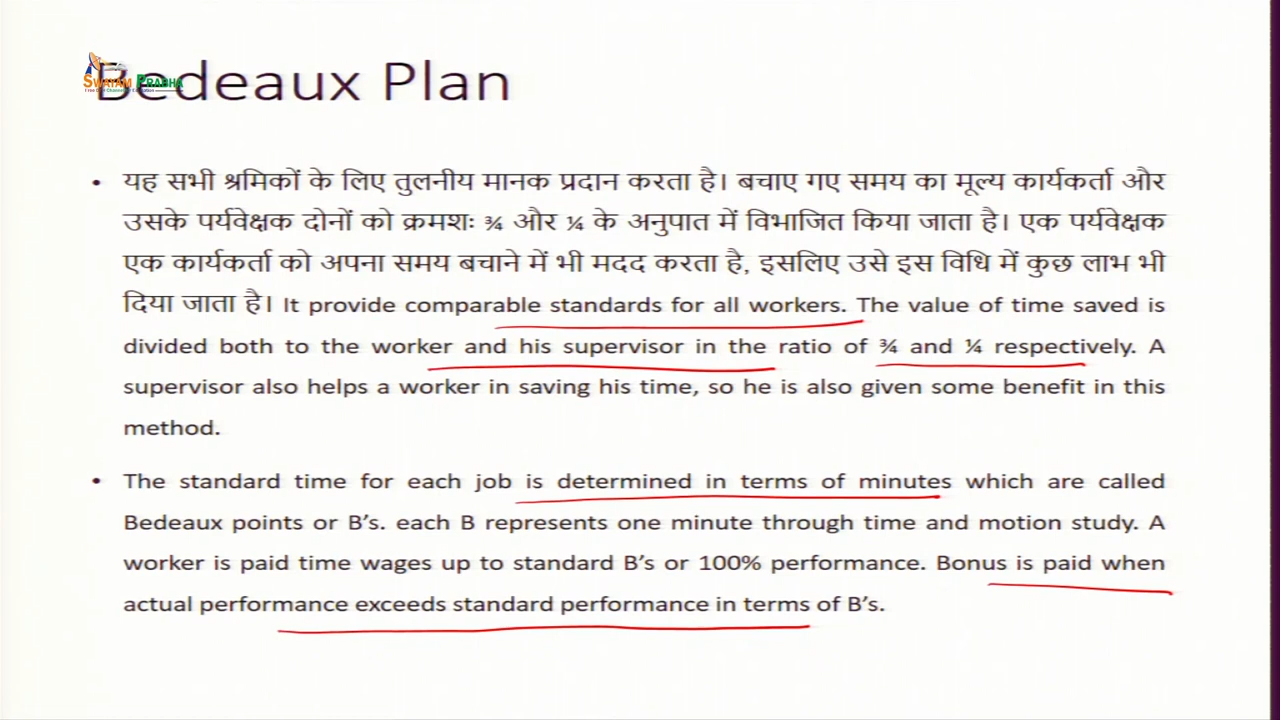 Bedeaux Plan
SWAYAM PRABHA
• यह सभी श्रमिकों के लिए तुलनीय मानक प्रदान करता है। बचाए गए समय का मूल्य कार्यकर्ता और
उसके पर्यवेक्षक दोनों को क्रमशः ¾ और ¼ के अनुपात में विभाजित किया जाता है। एक पर्यवेक्षक
एक कार्यकर्ता को अपना समय बचाने में भी मदद करता है, इसलिए उसे इस विधि में कुछ लाभ भी
दिया जाता है। It provide comparable standards for all workers. The value of time saved is
divided both to the worker and his supervisor in the ratio of ¾ and ¼ respectively. A
supervisor also helps a worker in saving his time, so he is also given some benefit in this
method.
• The standard time for each job is determined in terms of minutes which are called
Bedeaux points or B’s. each B represents one minute through time and motion study. A
worker is paid time wages up to standard B’s or 100% performance. Bonus is paid when
actual performance exceeds standard performance in terms of B’s.